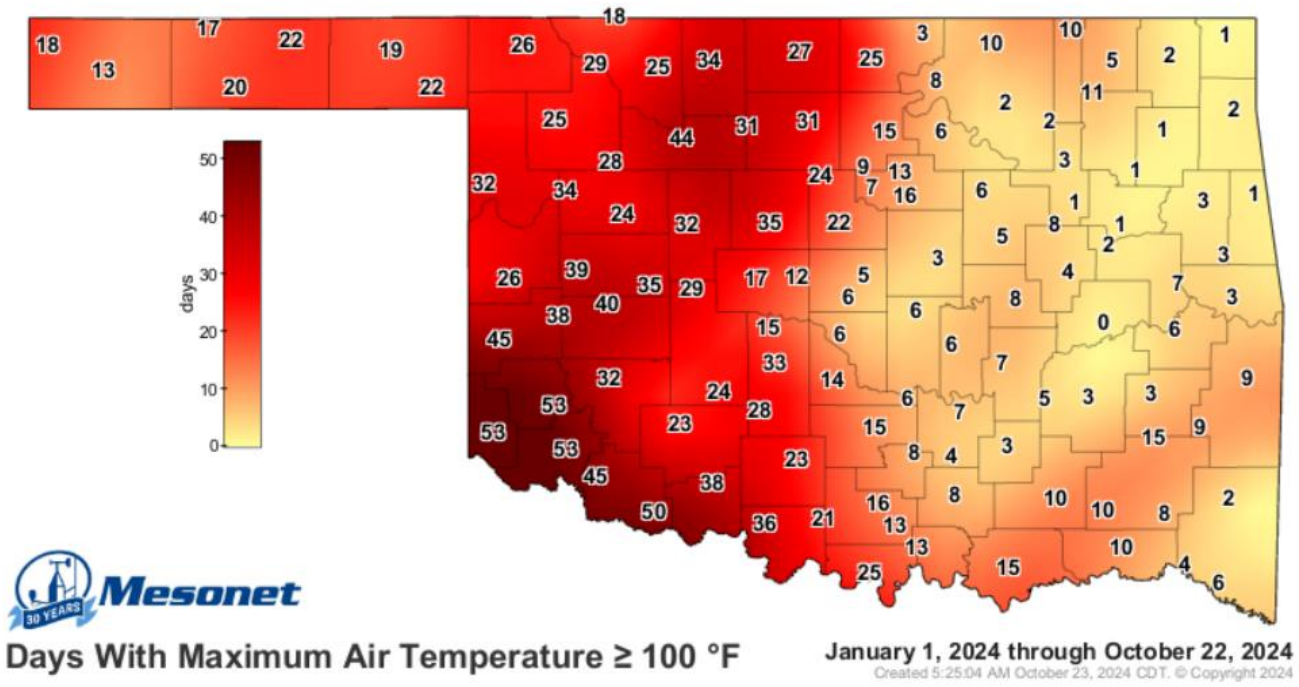 18
17 22 18
18 13 20 19 22 26 29 25 34 27 25 3 10 10 5 2 1
8 11 2 2 2
25 44 31 31 15 6 1
28 9 13 3 1
32 34 24 7 16 6 1 3 1
24 32 35 22 5 8 1 2
26 39 35 29 17 12 5 3 4 7 3
40 38 6 6 8 0 3
45 15 6 6 6
32 33 14 7 9
53 24 28 6 7 5 3 3
53 23 15 3 15 9
53 23 8 4
45 38 16 8 10 10 8 2
50 36 21 13
25 13 15 10 4 6
50
40
30
20
10
0
days
30 YEARS
Mesonet
Days With Maximum Air Temperature ≥ 100 °F
January 1, 2024 through October 22, 2024
Created 5:25:04 AM October 23, 2024 CDT. © Copyright 2024